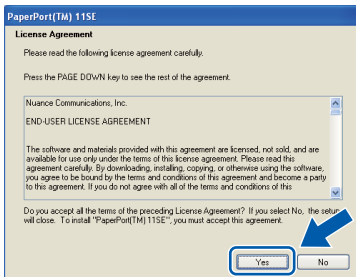 PaperPort(TM) 11SE
License Agreement
Please read the following license agreement carefully.
Press the PAGE DOWN key to see the rest of the agreement.
Nuance Communications, Inc.
END-USER LICENSE AGREEMENT
The software and materials provided with this agreement are licensed, not sold, and are
available for use only under the terms of this license agreement. Please read this
agreement carefully. By downloading, installing, copying, or otherwise using the software,
you agree to be bound by the terms and conditions of this agreement and become a party
to this agreement. If you do not agree with all of the terms and conditions of this
Do you accept all the terms of the preceding License Agreement? If you select No, the setup
will close. To install "PaperPort(TM) 11SE", you must accept this agreement.
Yes
No